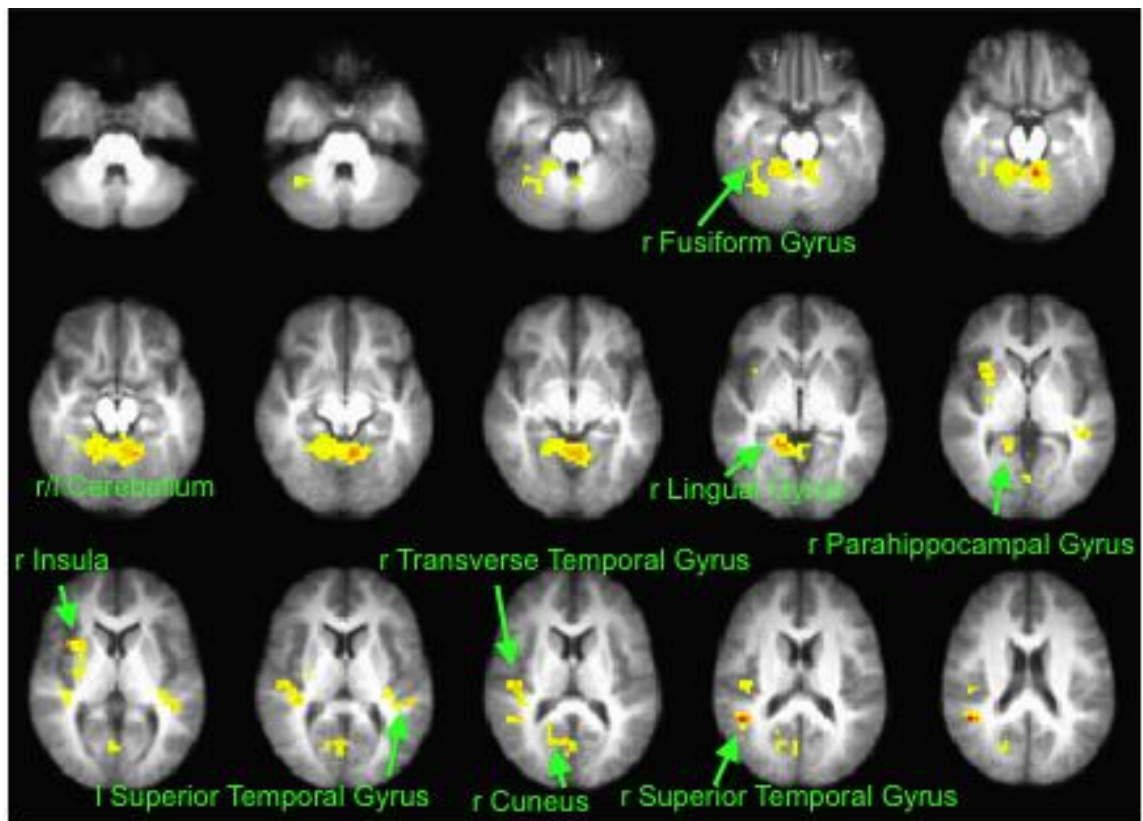 r Fusiform Gyrus
r/l Cerebellum
r Lingual Gyrus
r Parahippocampal Gyrus
r Insula
r Transverse Temporal Gyrus
l Superior Temporal Gyrus
r Cuneus
r Superior Temporal Gyrus